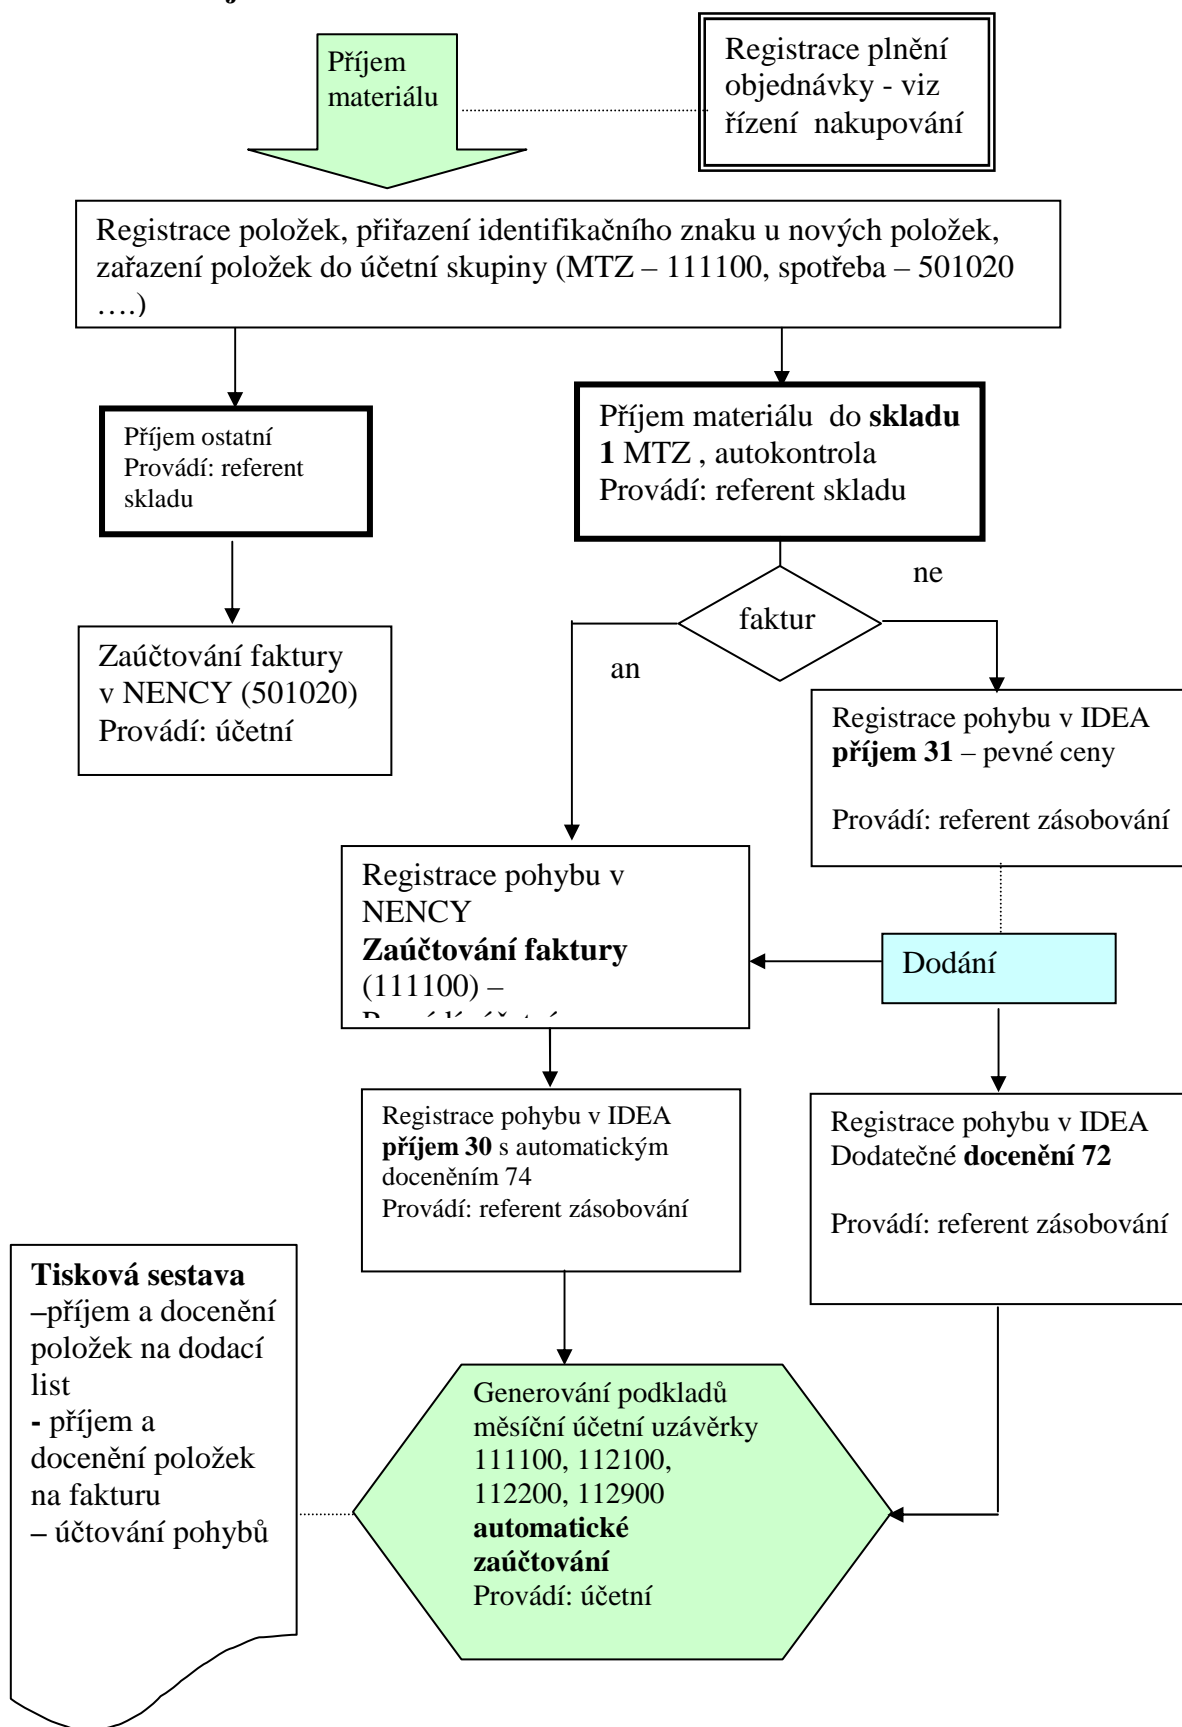 Příjem
materiálu
Registrace plnění
objednávky - viz
řízení nakupování
Registrace položek, přiřazení identifikačního znaku u nových položek,
zařazení položek do účetní skupiny (MTZ – 111100, spotřeba – 501020
….)
Příjem ostatní
Provádí: referent
skladu
Příjem materiálu do skladu
1 MTZ , autokontrola
Provádí: referent skladu
ne
faktur
an
Zaúčtování faktury
v NENCY (501020)
Provádí: účetní
Registrace pohybu v IDEA
příjem 31 – pevné ceny
Provádí: referent zásobování
Registrace pohybu v
NENCY
Zaúčtování faktury
(111100) –
Dodání
Registrace pohybu v IDEA
příjem 30 s automatickým
doceněním 74
Provádí: referent zásobování
Registrace pohybu v IDEA
Dodatečné docenění 72
Provádí: referent zásobování
Tisková sestava
–příjem a docenění
položek na dodací
list
- příjem a
docenění položek
na fakturu
– účtování pohybů
Generování podkladů
měsíční účetní uzávěrky
111100, 112100,
112200, 112900
automatické
zaúčtování
Provádí: účetní